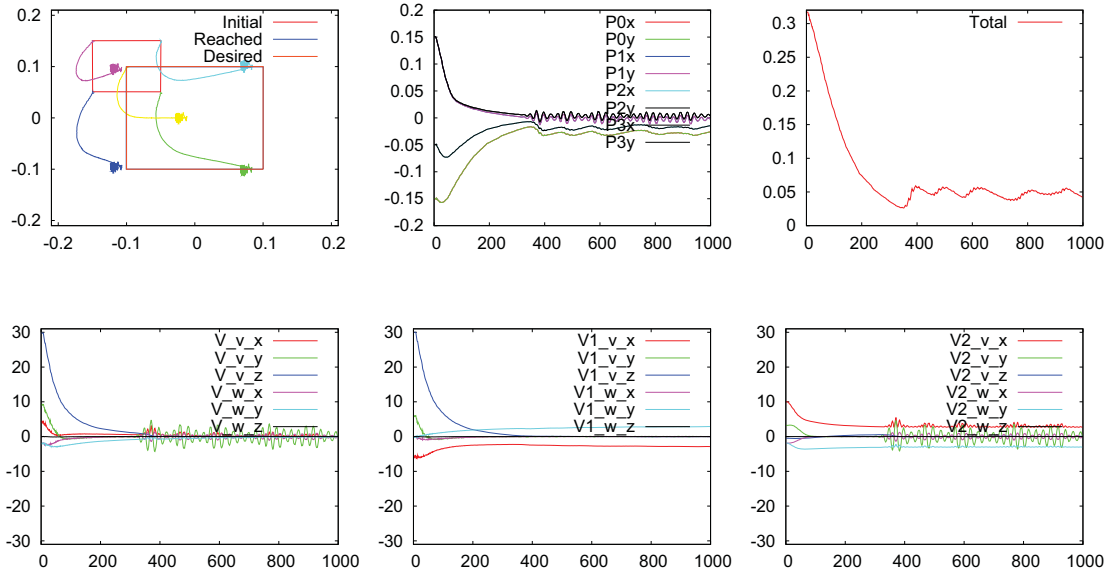 0.2
0.1
0
-0.1
-0.2
-0.2 -0.1 0 0.1 0.2
Initial
Reached
Desired
0.2
0.15
0.1
0.05
0
-0.05
-0.1
-0.15
-0.2
0 200 400 600 800 1000
P0x
P0y
P1x
P1y
P2x
P2y
P3x
P3y
0.3
0.25
0.2
0.15
0.1
0.05
0
0 200 400 600 800 1000
Total
30
20
10
0
-10
-20
-30
0 200 400 600 800 1000
V_v_x
V_v_y
V_v_z
V_w_x
V_w_y
V_w_z
30
20
10
0
-10
-20
-30
0 200 400 600 800 1000
V1_v_x
V1_v_y
V1_v_z
V1_w_x
V1_w_y
V1_w_z
30
20
10
0
-10
-20
-30
0 200 400 600 800 1000
V2_v_x
V2_v_y
V2_v_z
V2_w_x
V2_w_y
V2_w_z